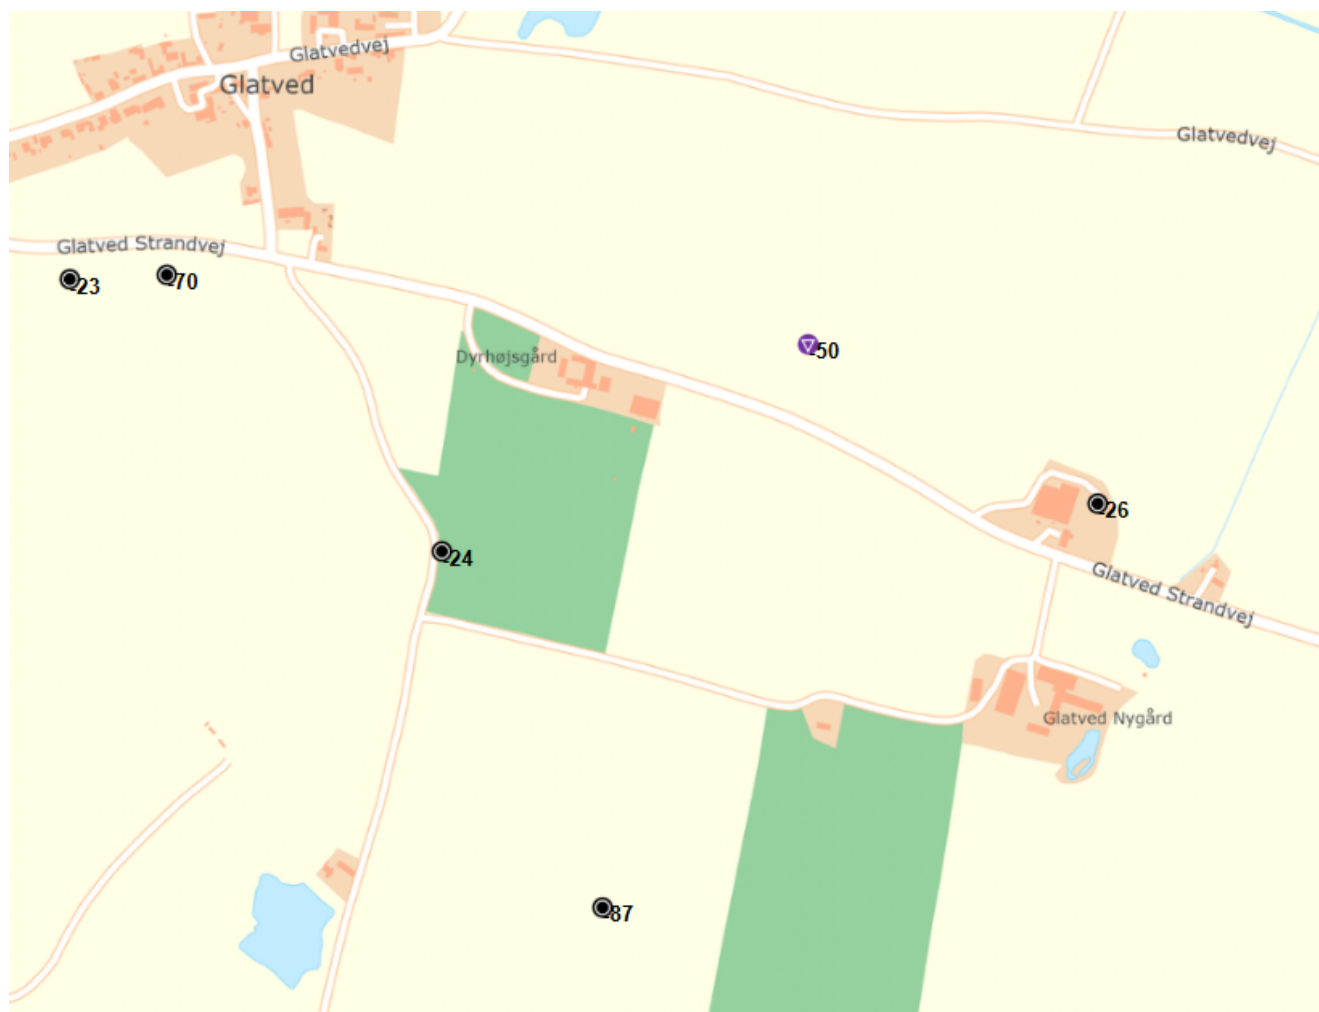 Glatvedvej
Glatved
Glatvedvej
Glatved Strandvej
-23
-70
-50
Dyrhøjsgård
-26
-24
Glatved Strandvej
Glatved Nygård
-87